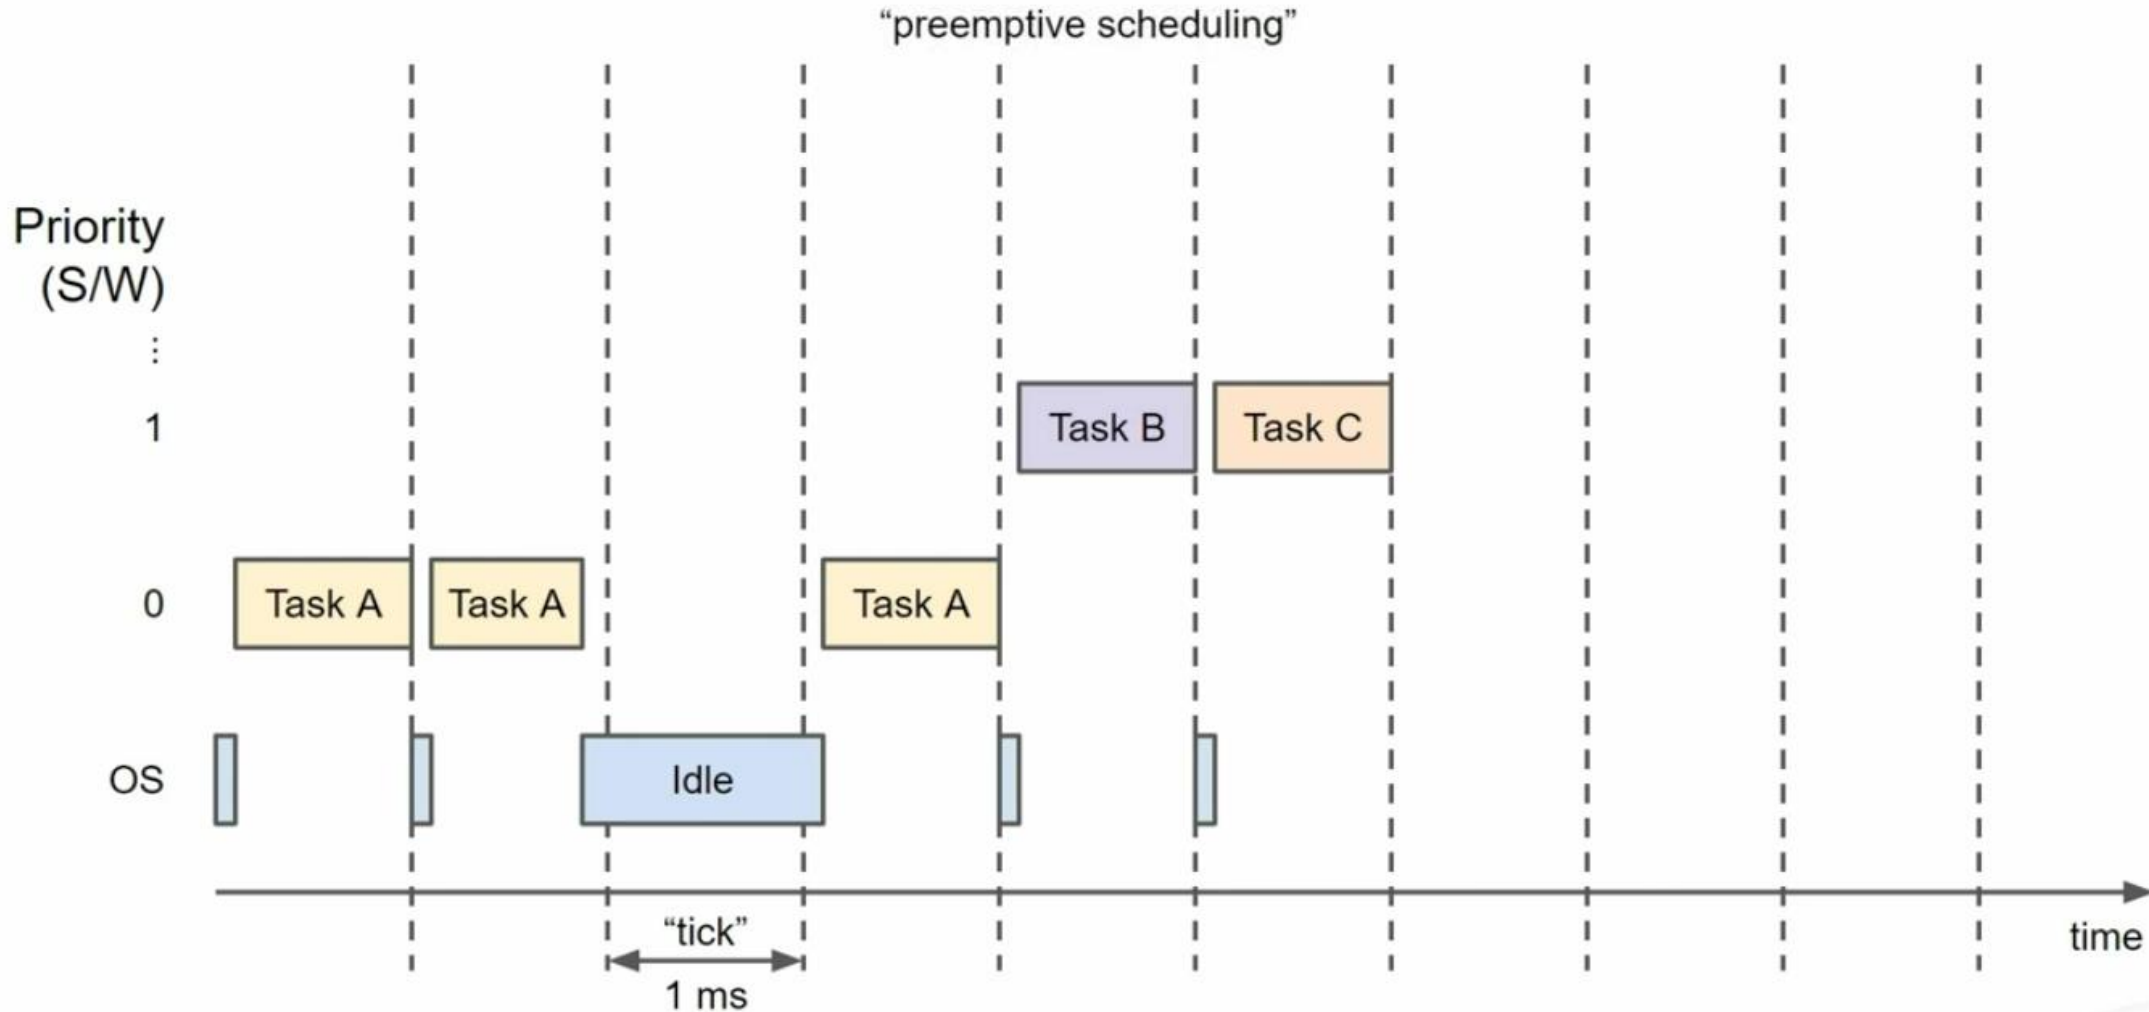 “preemptive scheduling”
Priority
(S/W)
⋮
1
Task B
Task C
0
Task A
Task A
Task A
OS
Idle
“tick”
1 ms
time